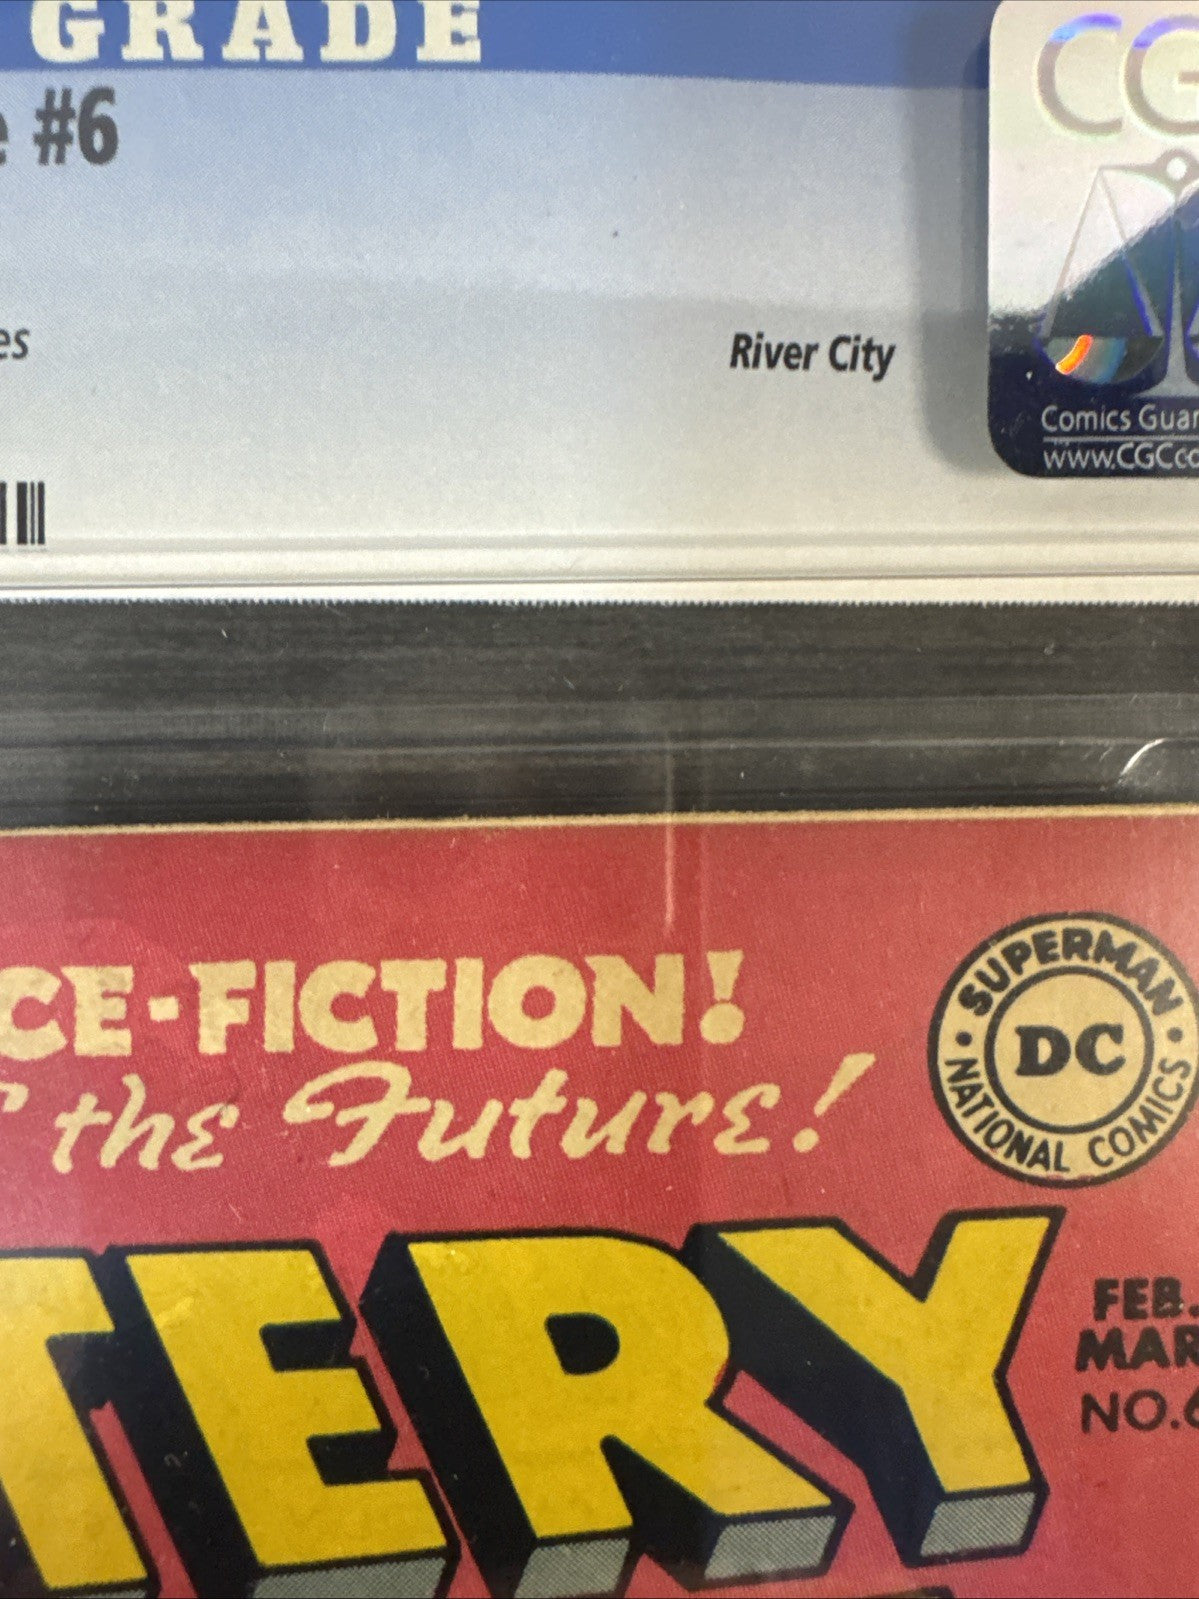 GRADE
e #6
es
River City
CG
Comics Guar
www.CGCco
CE-FICTION!
the Future!
SUPERMAN
DC
NATIONAL COMICS
TERY
FEB.
MAR
NO.6